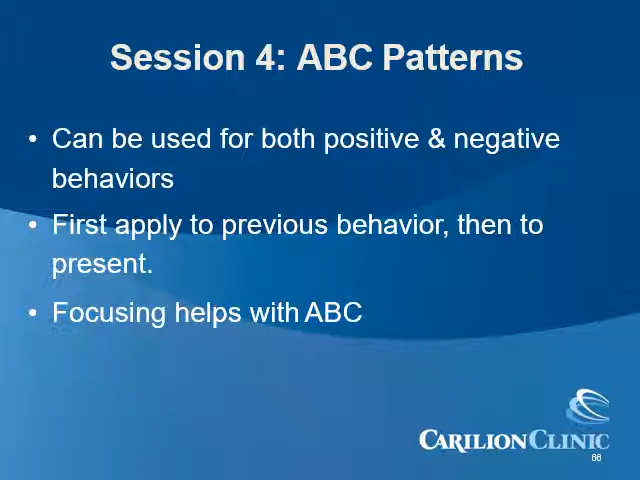 Session 4: ABC Patterns
• Can be used for both positive & negative
behaviors
• First apply to previous behavior, then to
present.
• Focusing helps with ABC
CARILION CLINIC
66